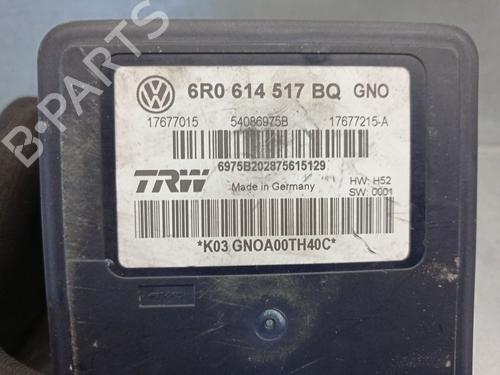 6R0 614 517 BQ GNO
17677015 54086975B 17677215-A
6975B202875615129
TRW Made in Germany HW: H52
SW: 0001
*K03 GNOA00TH40C*
B-PARTS